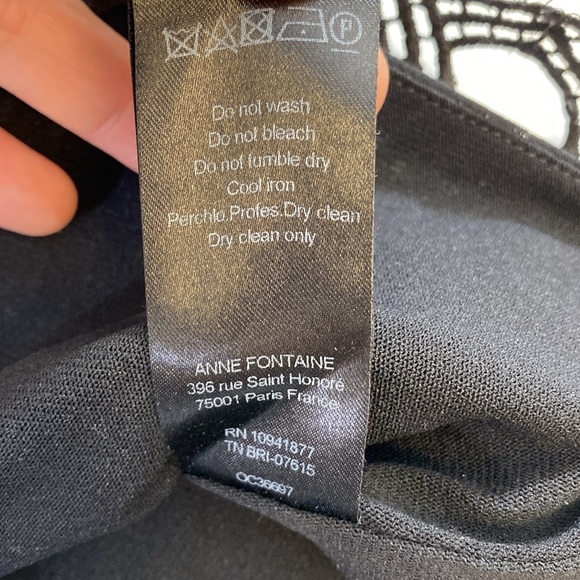 P
Do not wash
Do not bleach
Do not tumble dry
Cool iron
Perchlo.Profes.Dry clean
Dry clean only
ANNE FONTAINE
396 rue Saint Honoré
75001 Paris France
RN 10941877
TN BRI-07615
OC36697